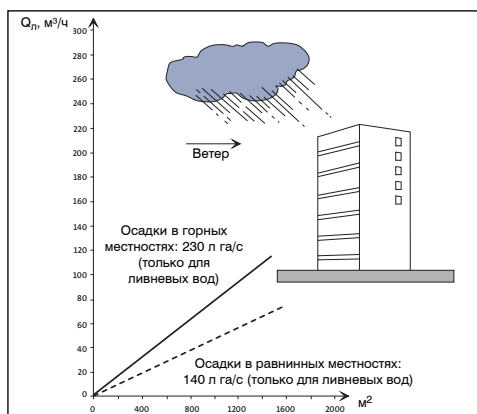 Qл, м³/ч
300
280
260
240
220
200
180
160
140
120
100
80
60
40
20
0
Ветер
Осадки в горных
местностях: 230 л га/с
(только для
ливневых вод)
Осадки в равнинных местностях:
140 л га/с (только для ливневых вод)
0 400 800 1200 1600 2000
м²